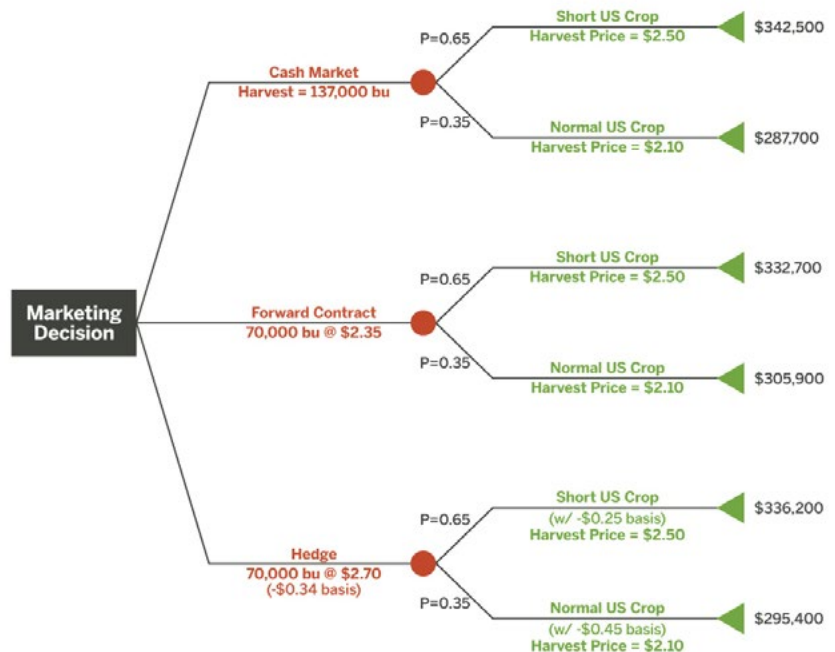 Marketing
Decision
Cash Market
Harvest = 137,000 bu
P=0.65
Short US Crop
Harvest Price = $2.50
$342,500
P=0.35
Normal US Crop
Harvest Price = $2.10
$287,700
Forward Contract
70,000 bu @ $2.35
P=0.65
Short US Crop
Harvest Price = $2.50
$332,700
P=0.35
Normal US Crop
Harvest Price = $2.10
$305,900
Hedge
70,000 bu @ $2.70
(-$0.34 basis)
P=0.65
Short US Crop
(w/ -$0.25 basis)
Harvest Price = $2.50
$336,200
P=0.35
Normal US Crop
(w/ -$0.45 basis)
Harvest Price = $2.10
$295,400